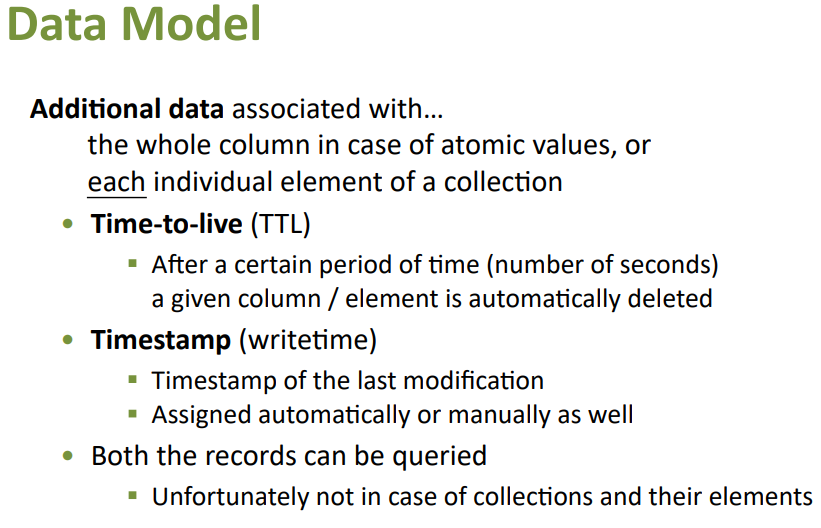 Data Model
Additional data associated with…
the whole column in case of atomic values, or
each individual element of a collection
• Time-to-live (TTL)
▪ After a certain period of time (number of seconds)
a given column / element is automatically deleted
• Timestamp (writetime)
▪ Timestamp of the last modification
▪ Assigned automatically or manually as well
• Both the records can be queried
▪ Unfortunately not in case of collections and their elements